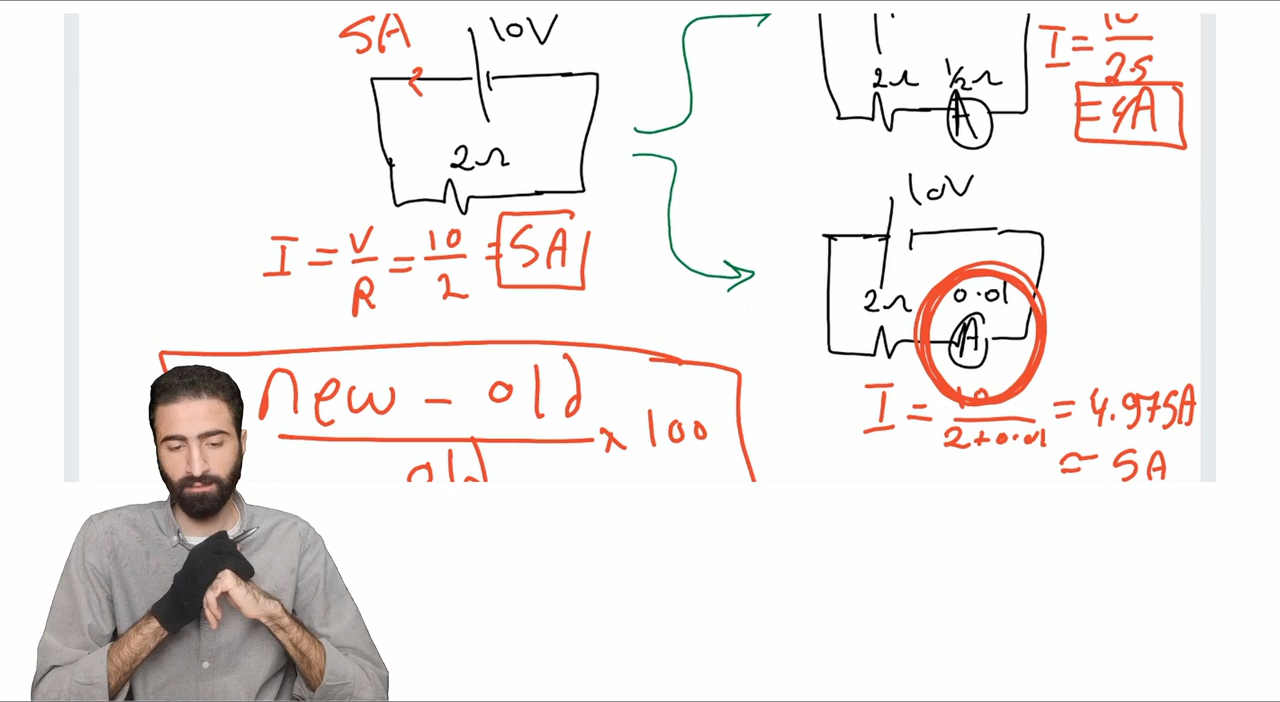 5A
10V
2Ω
I = V/R = 10/2 = 5A
new - old
old
× 100
I = 10/2.5
= 4A
2Ω
1/2Ω
A
10V
2Ω
0.01
A
I = 10/2+0.01 = 4.975A
≃ 5A